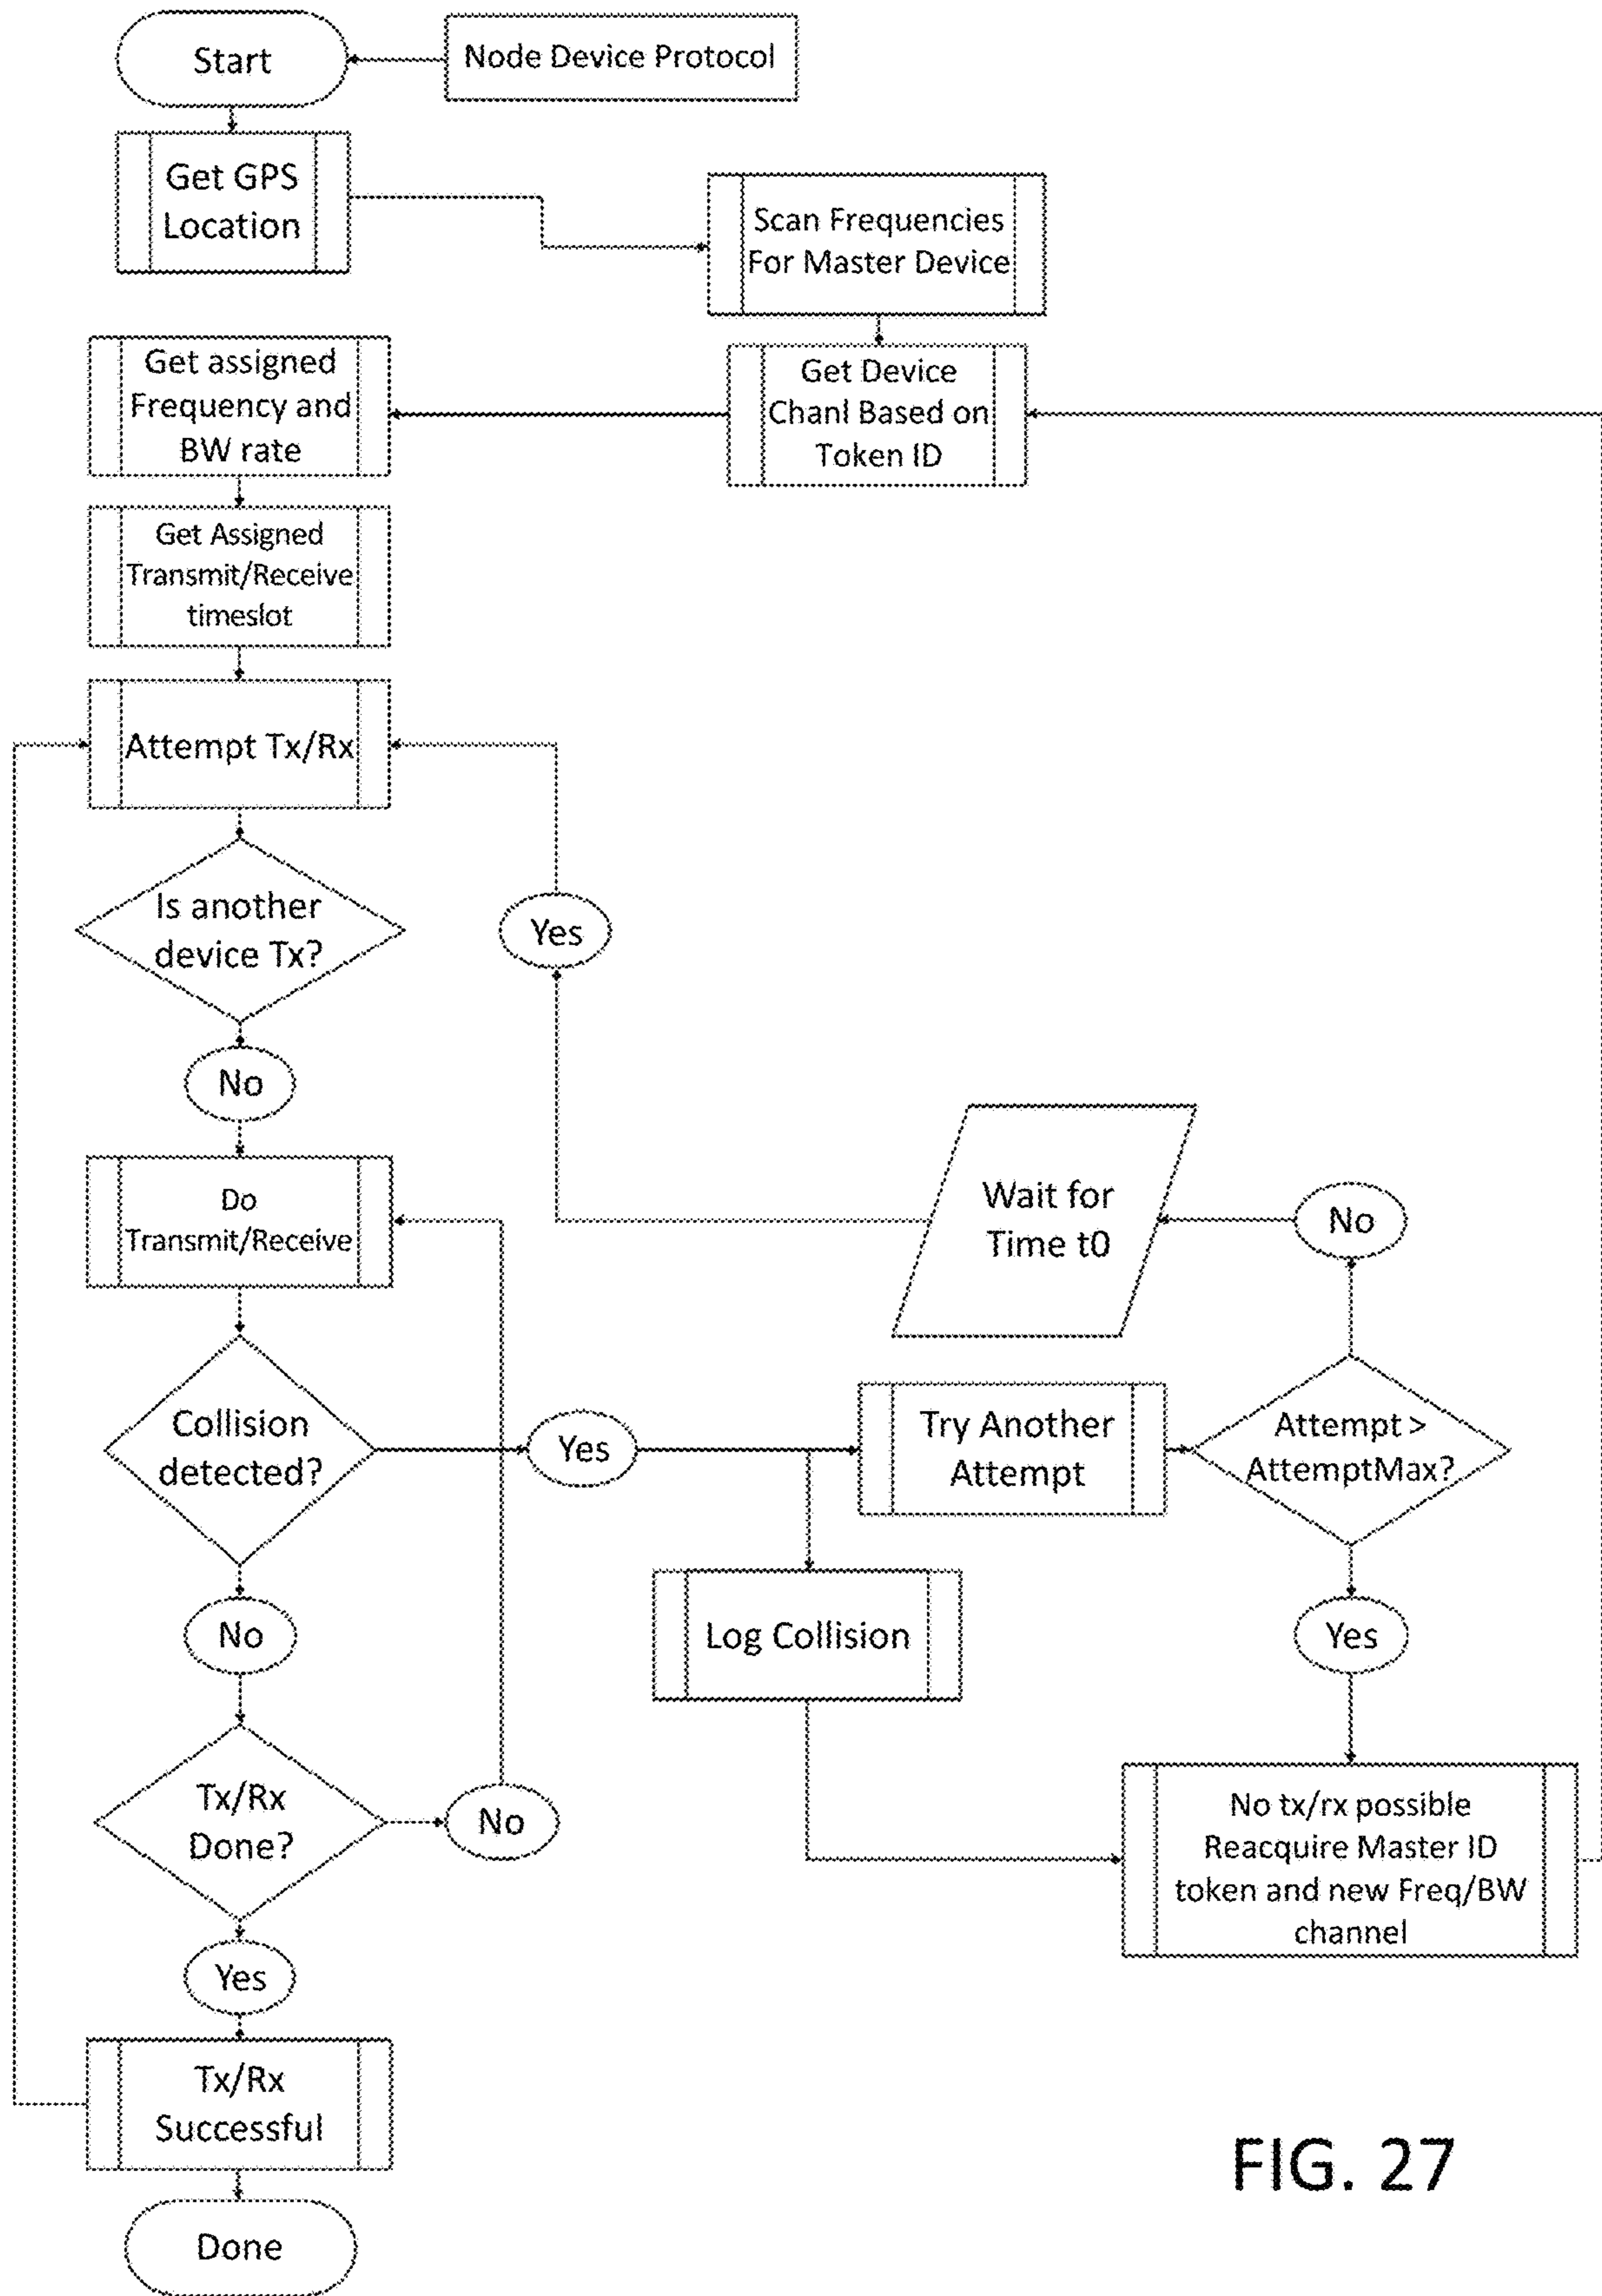 Start
Node Device Protocol
Get GPS
Location
Scan Frequencies
For Master Device
Get assigned
Frequency and
BW rate
Get Device
Chanl Based on
Token ID
Get Assigned
Transmit/Receive
timeslot
Attempt Tx/Rx
Is another
device Tx?
Yes
No
Do
Transmit/Receive
Wait for
Time t0
No
Collision
detected?
Yes
Try Another
Attempt
Attempt >
AttemptMax?
No
Log Collision
Yes
Tx/Rx
Done?
No
No tx/rx possible
Reacquire Master ID
token and new Freq/BW
channel
Yes
Tx/Rx
Successful
Done
FIG. 27